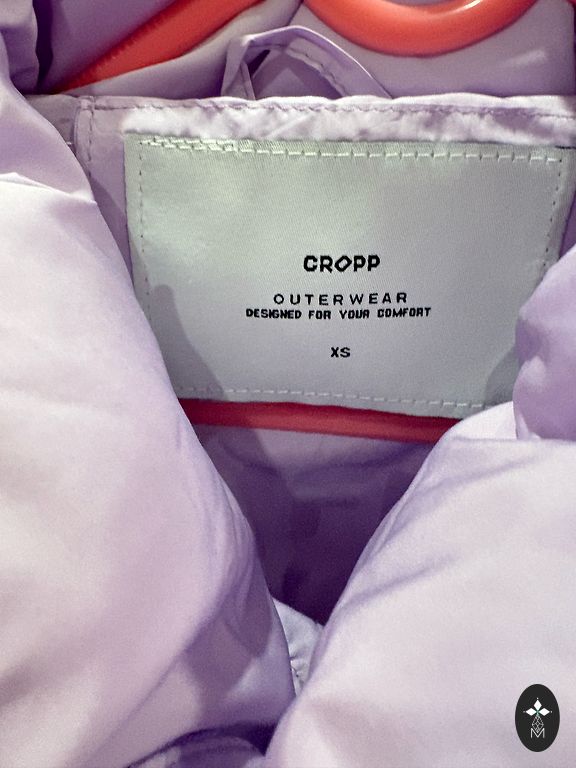 CROPP
OUTERWEAR
DESIGNED FOR YOUR COMFORT
XS
M